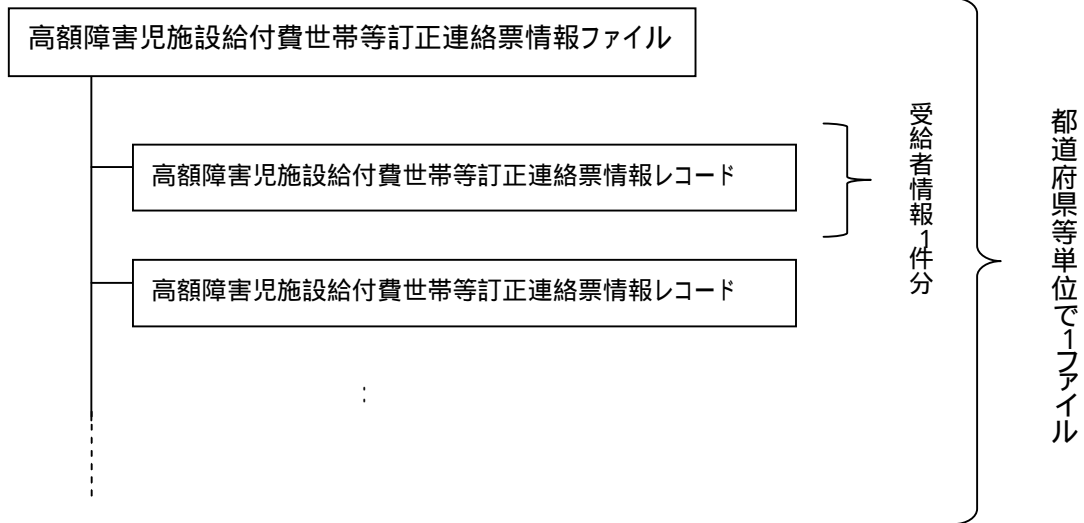 高額障害児施設給付費世帯等訂正連絡票情報ファイル
高額障害児施設給付費世帯等訂正連絡票情報レコード
受給者情報1件分
高額障害児施設給付費世帯等訂正連絡票情報レコード
都道府県等単位で1ファイル